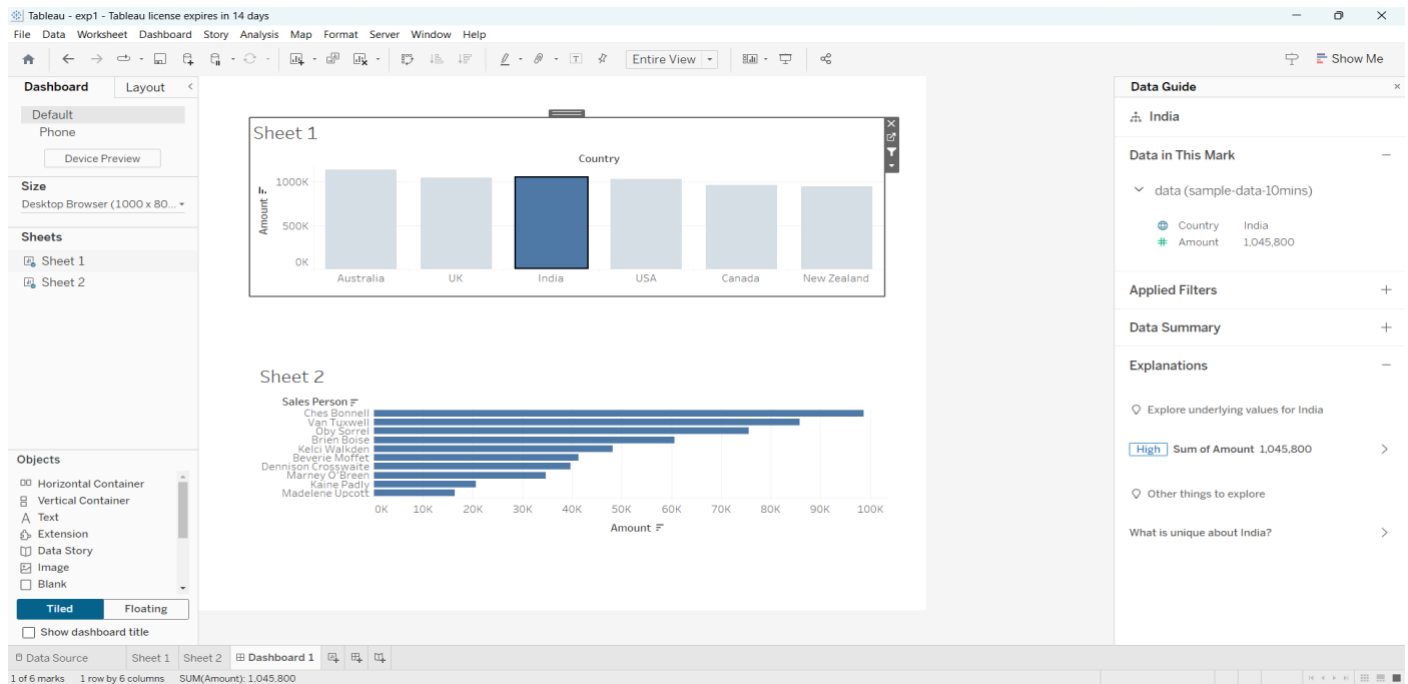 Tableau - exp1 - Tableau license expires in 14 days
File Data Worksheet Dashboard Story Analysis Map Format Server Window Help
Entire View
Show Me
Dashboard Layout
Default
Phone
Device Preview
Size
Desktop Browser (1000 x 80...
Sheets
Sheet 1
Sheet 2
Objects
Horizontal Container
Vertical Container
Text
Extension
Data Story
Image
Blank
Tiled Floating
Show dashboard title
Sheet 1
Country
Amount
1000K
500K
0K
Australia UK India USA Canada New Zealand
Sheet 2
Sales Person
Ches Bonnell
Van Tuxwell
Oby Sorrel
Brien Boise
Kelci Walkden
Beverie Moffet
Dennison Crosswaite
Marney O'Breen
Kaine Padly
Madelene Upcott
0K 10K 20K 30K 40K 50K 60K 70K 80K 90K 100K
Amount
Data Guide
India
Data in This Mark
data (sample-data-10mins)
Country India
Amount 1,045,800
Applied Filters
Data Summary
Explanations
Explore underlying values for India
High Sum of Amount 1,045,800
Other things to explore
What is unique about India?
Data Source Sheet 1 Sheet 2 Dashboard 1
1 of 6 marks 1 row by 6 columns SUM(Amount): 1,045,800